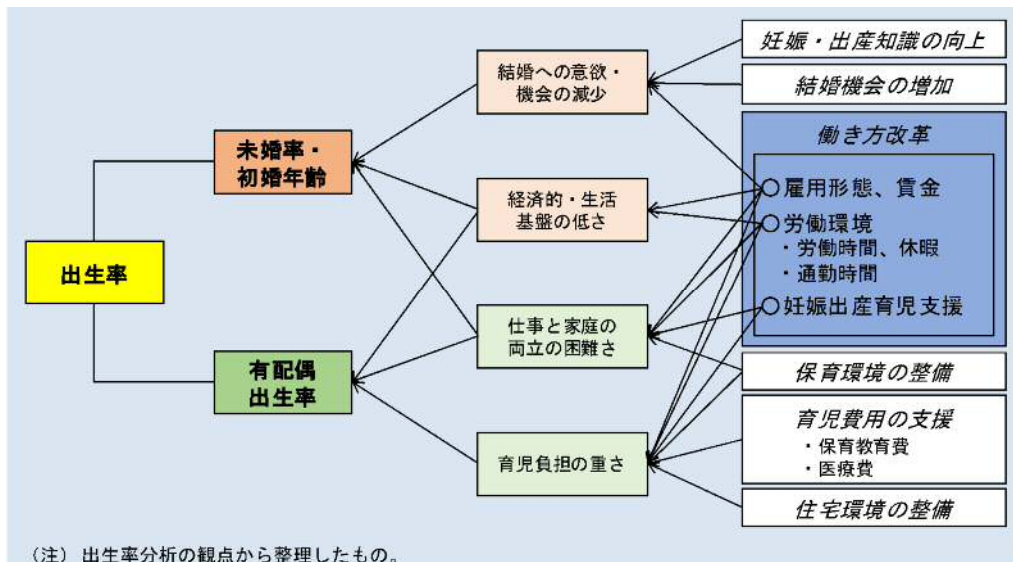 出生率
未婚率・
初婚年齢
有配偶
出生率
結婚への意欲・
機会の減少
経済的・生活
基盤の低さ
仕事と家庭の
両立の困難さ
育児負担の重さ
妊娠・出産知識の向上
結婚機会の増加
働き方改革
○雇用形態、賃金
○労働環境
・労働時間、休暇
・通勤時間
○妊娠出産育児支援
保育環境の整備
育児費用の支援
・保育教育費
・医療費
住宅環境の整備
（注） 出生率分析の観点から整理したもの。